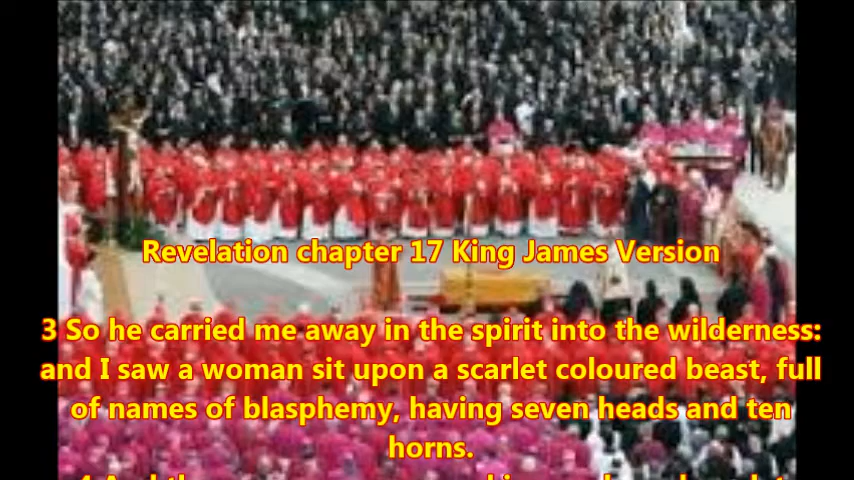 Revelation chapter 17 King James Version
3 So he carried me away in the spirit into the wilderness:
and I saw a woman sit upon a scarlet coloured beast, full
of names of blasphemy, having seven heads and ten
horns.